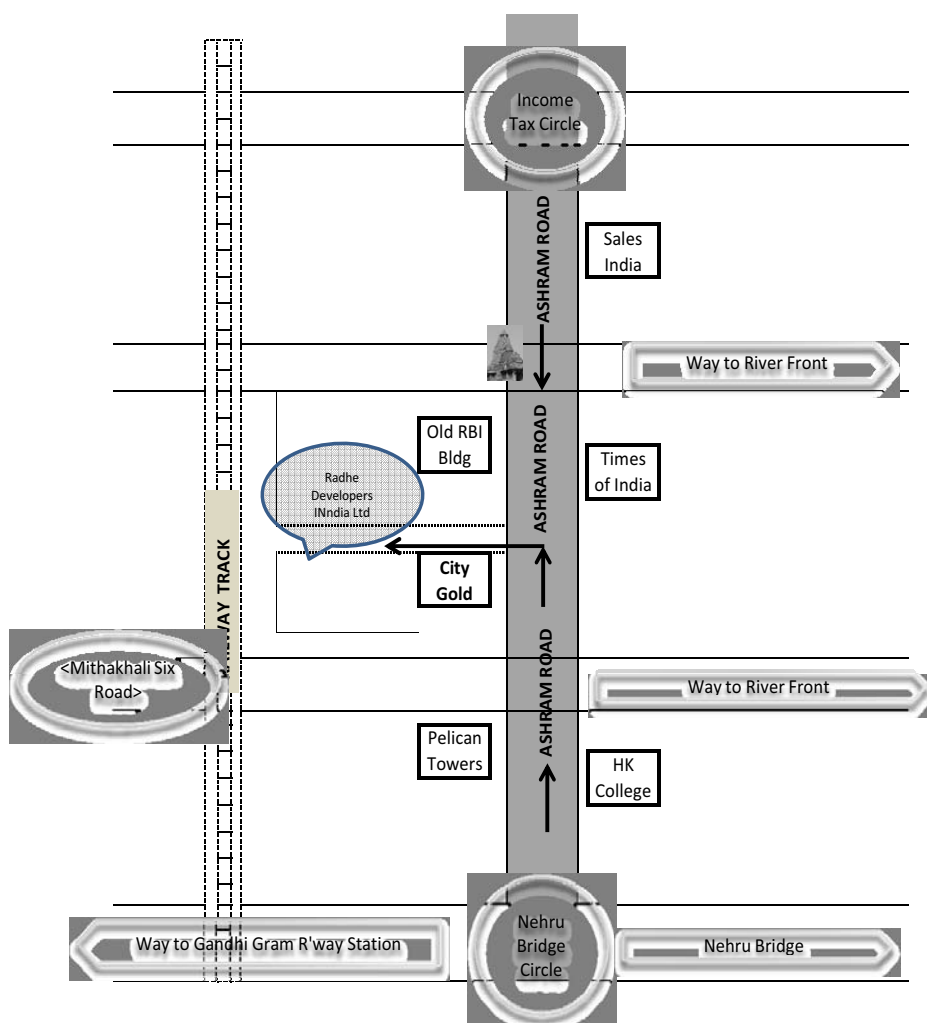 Income
Tax Circle
ASHRAM ROAD
Sales
India
Way to River Front
Old RBI
Bldg
ASHRAM ROAD
Times
of India
Radhe
Developers
INndia Ltd
City
Gold
TRACK
ASHRAM ROAD
<Mithakhali Six
Road>
Way to River Front
Pelican
Towers
HK
College
Nehru
Bridge
Circle
Way to Gandhi Gram R'way Station
Nehru Bridge